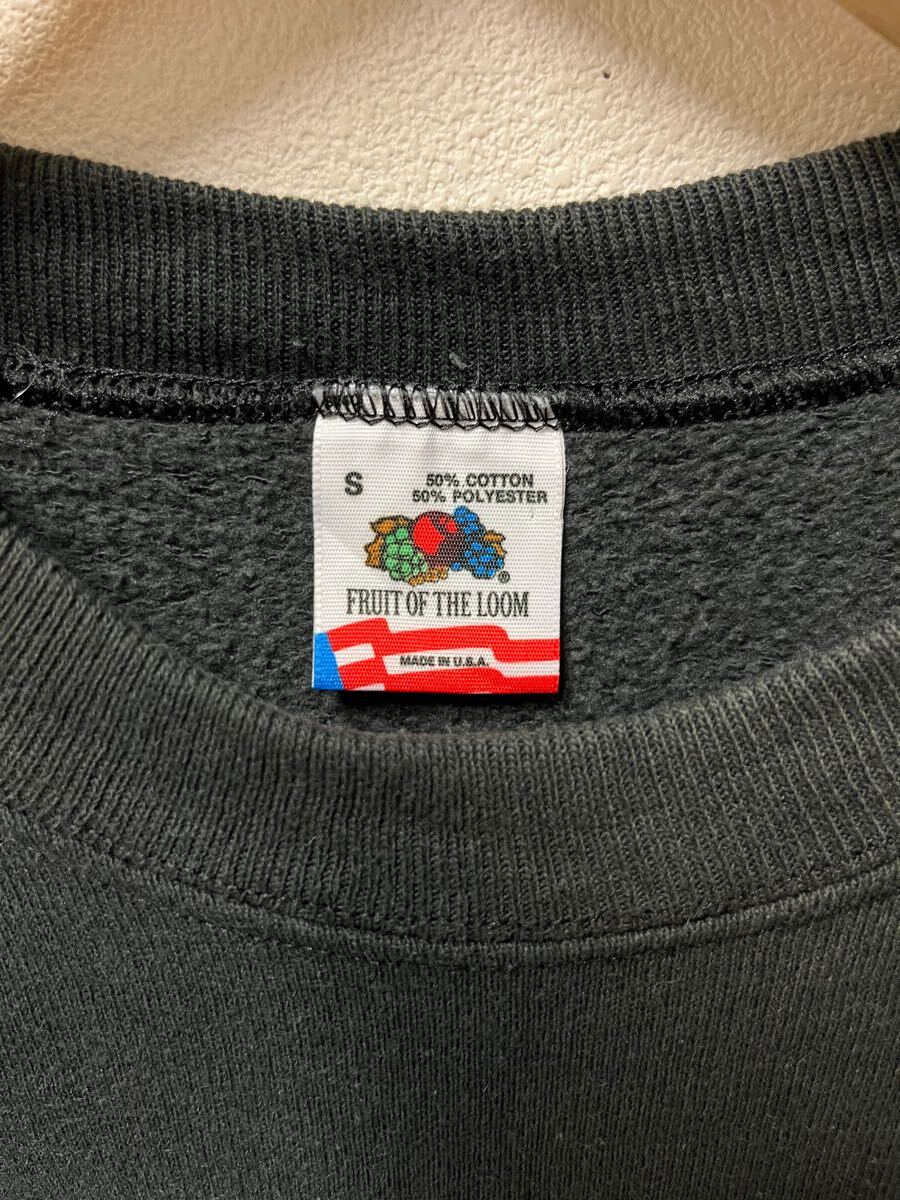 S
50% COTTON
50% POLYESTER
®
FRUIT OF THE LOOM
MADE IN U.S.A.